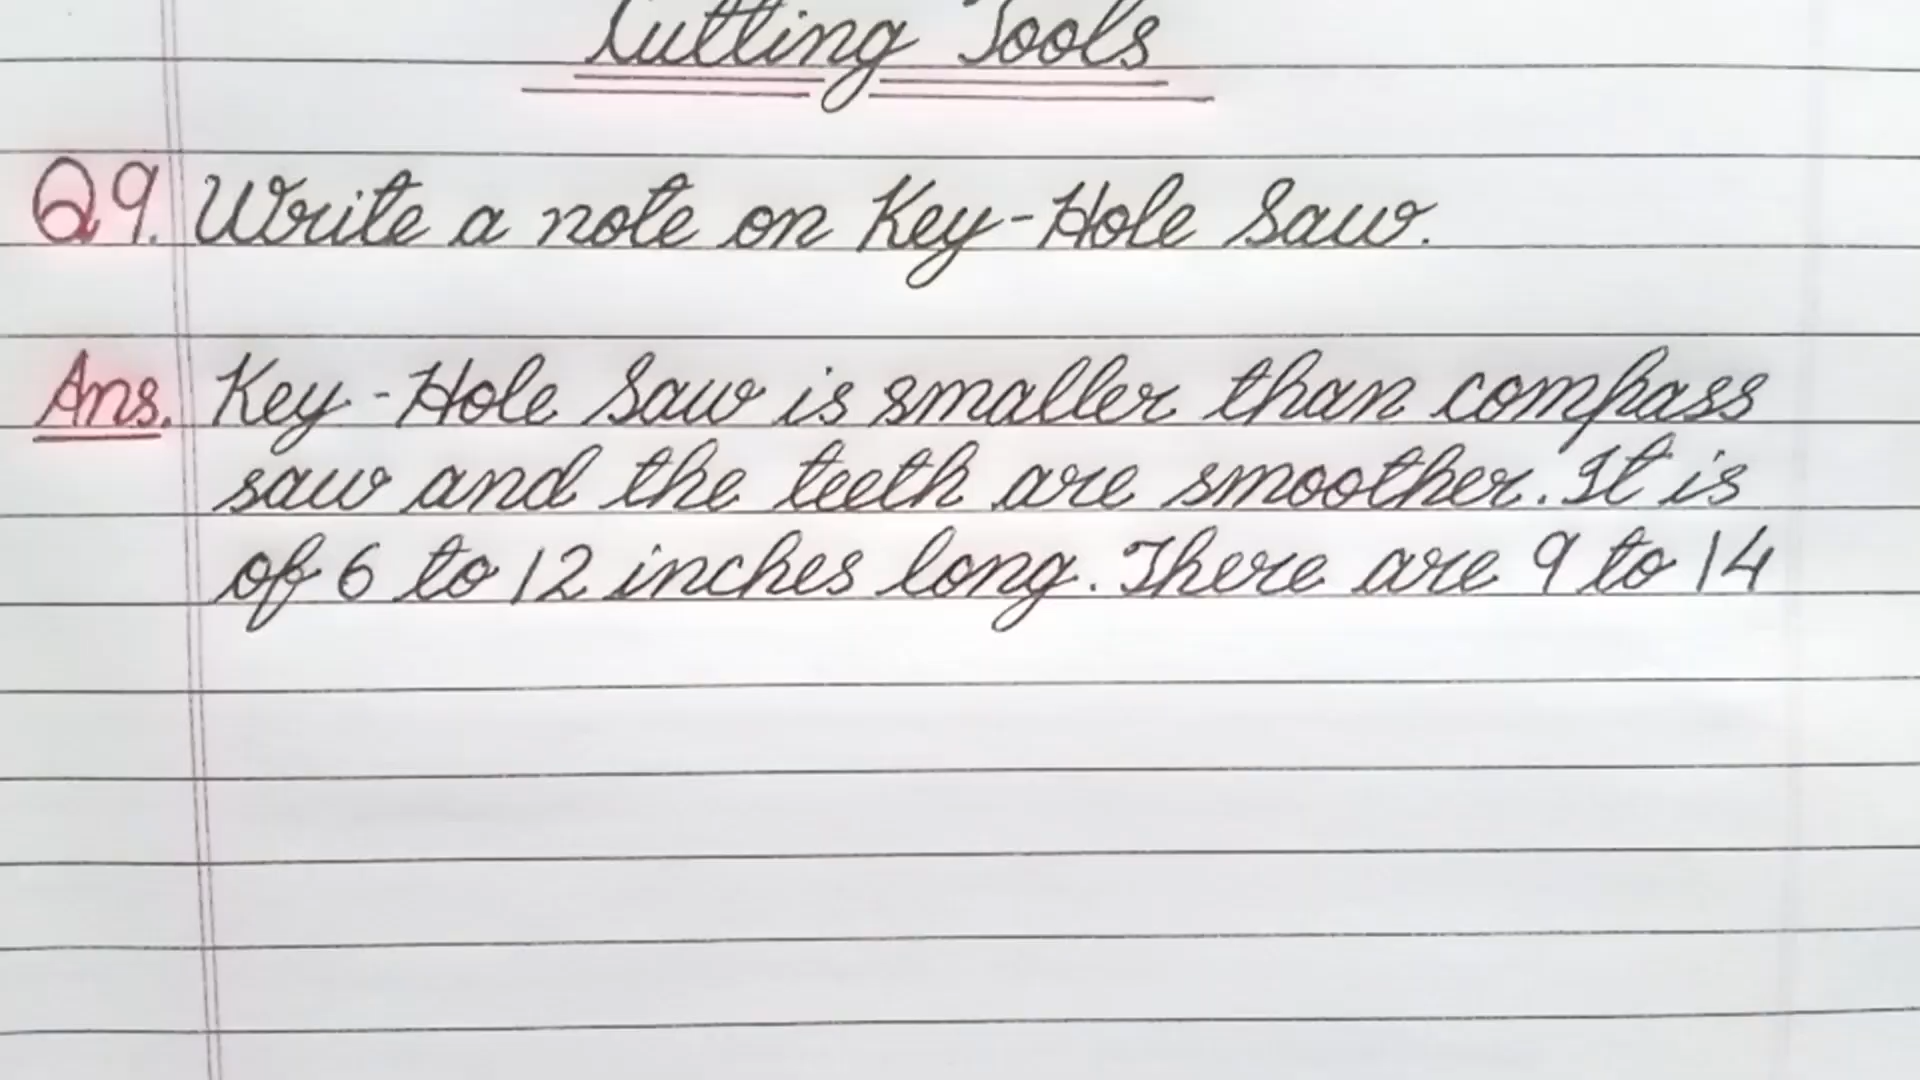 Cutting Tools
Q9. Write a note on Key-Hole Saw.
Ans. Key-Hole Saw is smaller than compass
saw and the teeth are smoother. It is
of 6 to 12 inches long. There are 9 to 14